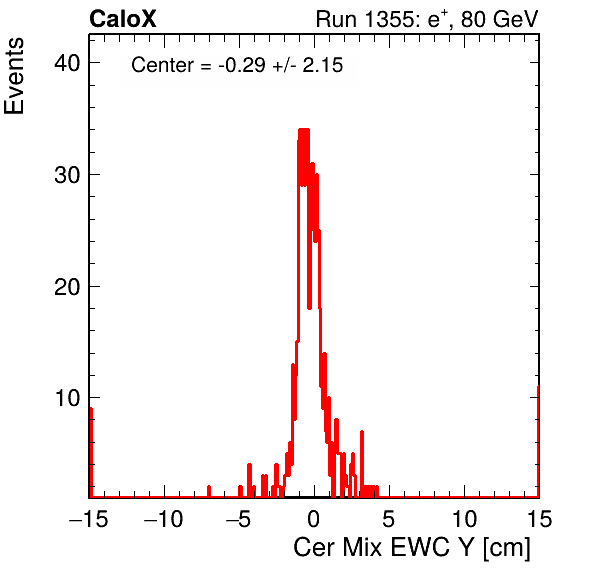 CaloX Run 1355: e⁺, 80 GeV
Events
Center = -0.29 +/- 2.15
40
30
20
10
−15 −10 −5 0 5 10 15
Cer Mix EWC Y [cm]